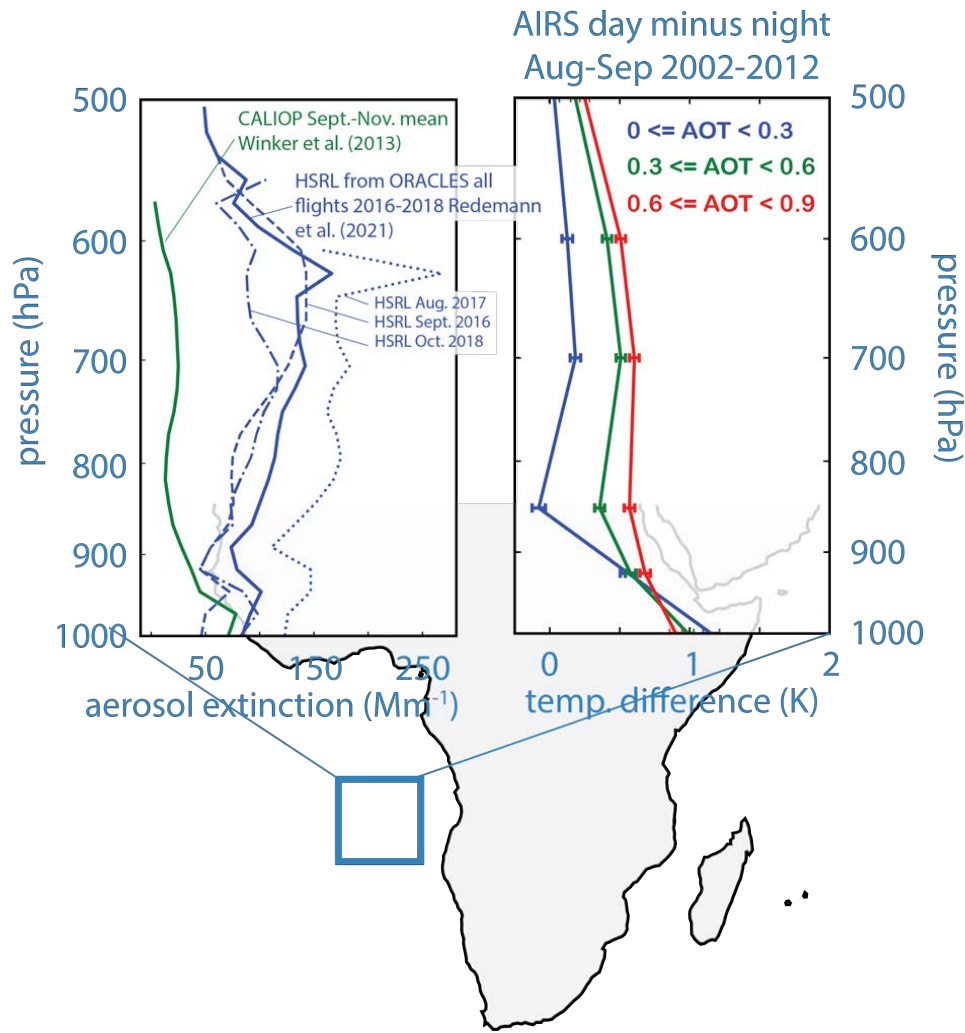 AIRS day minus night
Aug-Sep 2002-2012
500
600
700
800
900
1000
pressure (hPa)
CALIOP Sept.-Nov. mean
Winker et al. (2013)
HSRL from ORACLES all
flights 2016-2018 Redemann
et al. (2021)
HSRL Aug. 2017
HSRL Sept. 2016
HSRL Oct. 2018
50
150
250
aerosol extinction (Mm⁻¹)
0 <= AOT < 0.3
0.3 <= AOT < 0.6
0.6 <= AOT < 0.9
0
1
2
temp. difference (K)
500
600
700
800
900
1000
pressure (hPa)